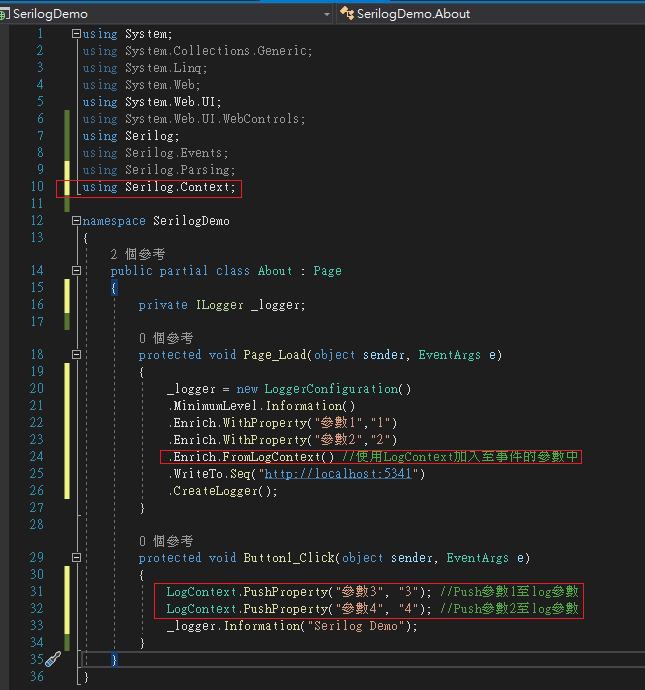 SerilogDemo SerilogDemo.About
1 using System;
2 using System.Collections.Generic;
3 using System.Linq;
4 using System.Web;
5 using System.Web.UI;
6 using System.Web.UI.WebControls;
7 using Serilog;
8 using Serilog.Events;
9 using Serilog.Parsing;
10 using Serilog.Context;
11
12 namespace SerilogDemo
13 {
2 個參考
14 public partial class About : Page
15 {
16 private ILogger _logger;
17
0 個參考
18 protected void Page_Load(object sender, EventArgs e)
19 {
20 _logger = new LoggerConfiguration()
21 .MinimumLevel.Information()
22 .Enrich.WithProperty("參數1","1")
23 .Enrich.WithProperty("參數2","2")
24 .Enrich.FromLogContext() //使用LogContext加入至事件的參數中
25 .WriteTo.Seq("http://localhost:5341")
26 .CreateLogger();
27 }
28
0 個參考
29 protected void Button1_Click(object sender, EventArgs e)
30 {
31 LogContext.PushProperty("參數3", "3"); //Push參數1至log參數
32 LogContext.PushProperty("參數4", "4"); //Push參數2至log參數
33 _logger.Information("Serilog Demo");
34 }
35 }
36 }